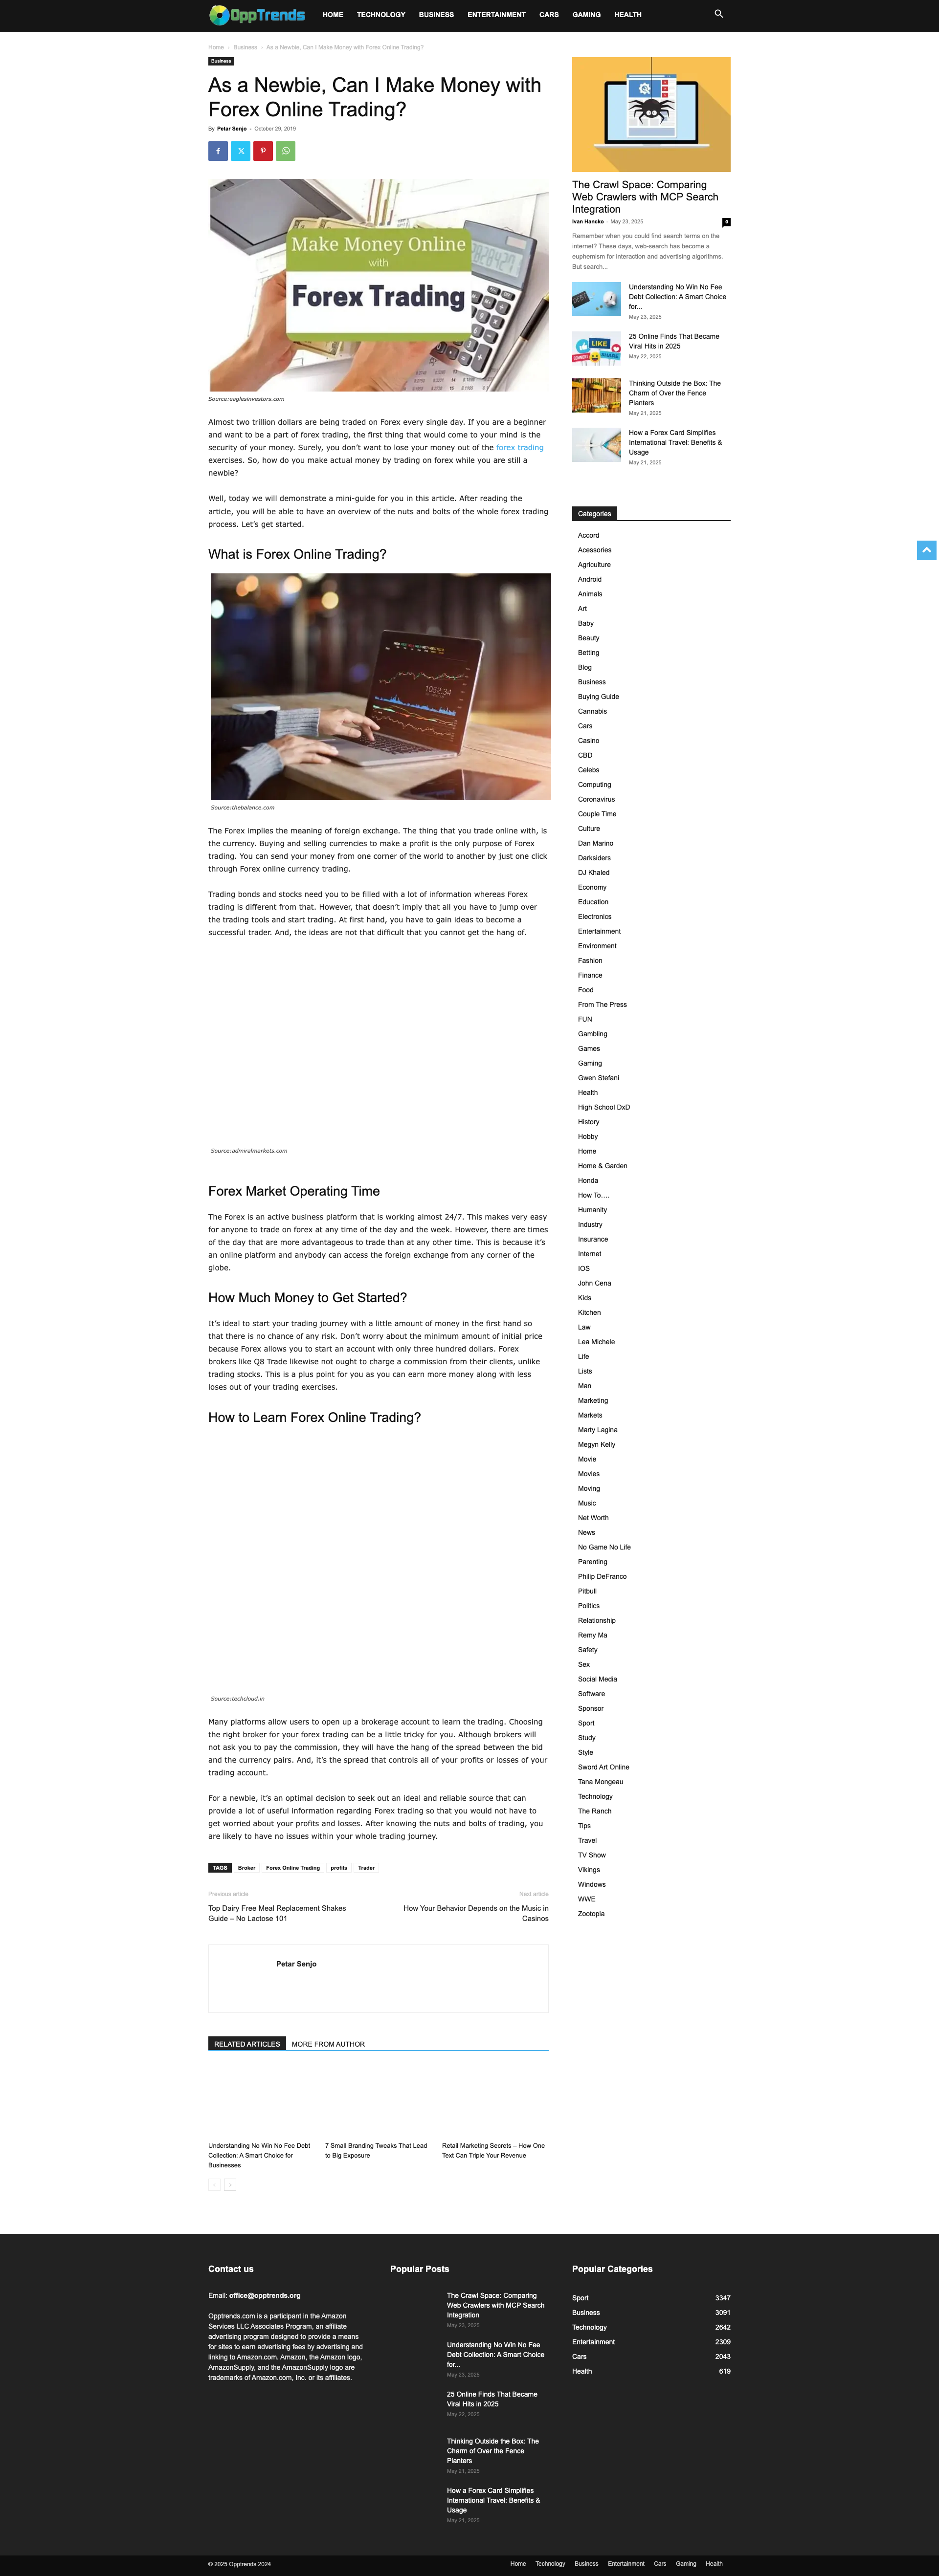 OppTrends
HOME
TECHNOLOGY
BUSINESS
ENTERTAINMENT
CARS
GAMING
HEALTH
Home › Business › As a Newbie, Can I Make Money with Forex Online Trading?
Business
As a Newbie, Can I Make Money with
Forex Online Trading?
By Petar Senjo - October 29, 2019
Make Money Online
with
Forex Trading
Source:eaglesinvestors.com
Almost two trillion dollars are being traded on Forex every single day. If you are a beginner
and want to be a part of forex trading, the first thing that would come to your mind is the
security of your money. Surely, you don’t want to lose your money out of the forex trading
exercises. So, how do you make actual money by trading on forex while you are still a
newbie?
Well, today we will demonstrate a mini-guide for you in this article. After reading the
article, you will be able to have an overview of the nuts and bolts of the whole forex trading
process. Let’s get started.
What is Forex Online Trading?
1052.34
Source:thebalance.com
The Forex implies the meaning of foreign exchange. The thing that you trade online with, is
the currency. Buying and selling currencies to make a profit is the only purpose of Forex
trading. You can send your money from one corner of the world to another by just one click
through Forex online currency trading.
Trading bonds and stocks need you to be filled with a lot of information whereas Forex
trading is different from that. However, that doesn’t imply that all you have to jump over
the trading tools and start trading. At first hand, you have to gain ideas to become a
successful trader. And, the ideas are not that difficult that you cannot get the hang of.
Source:admiralmarkets.com
Forex Market Operating Time
The Forex is an active business platform that is working almost 24/7. This makes very easy
for anyone to trade on forex at any time of the day and the week. However, there are times
of the day that are more advantageous to trade than at any other time. This is because it’s
an online platform and anybody can access the foreign exchange from any corner of the
globe.
How Much Money to Get Started?
It’s ideal to start your trading journey with a little amount of money in the first hand so
that there is no chance of any risk. Don’t worry about the minimum amount of initial price
because Forex allows you to start an account with only three hundred dollars. Forex
brokers like Q8 Trade likewise not ought to charge a commission from their clients, unlike
trading stocks. This is a plus point for you as you can earn more money along with less
loses out of your trading exercises.
How to Learn Forex Online Trading?
Source:techcloud.in
Many platforms allow users to open up a brokerage account to learn the trading. Choosing
the right broker for your forex trading can be a little tricky for you. Although brokers will
not ask you to pay the commission, they will have the hang of the spread between the bid
and the currency pairs. And, it’s the spread that controls all of your profits or losses of your
trading account.
For a newbie, it’s an optimal decision to seek out an ideal and reliable source that can
provide a lot of useful information regarding Forex trading so that you would not have to
get worried about your profits and losses. After knowing the nuts and bolts of trading, you
are likely to have no issues within your whole trading journey.
TAGS
Broker
Forex Online Trading
profits
Trader
Previous article
Next article
Top Dairy Free Meal Replacement Shakes
Guide – No Lactose 101
How Your Behavior Depends on the Music in
Casinos
Petar Senjo
RELATED ARTICLES
MORE FROM AUTHOR
Understanding No Win No Fee Debt
Collection: A Smart Choice for
Businesses
7 Small Branding Tweaks That Lead
to Big Exposure
Retail Marketing Secrets – How One
Text Can Triple Your Revenue
The Crawl Space: Comparing
Web Crawlers with MCP Search
Integration
Ivan Hancko - May 23, 2025
0
Remember when you could find search terms on the
internet? These days, web-search has become a
euphemism for interaction and advertising algorithms.
But search...
DEBT
Understanding No Win No Fee
Debt Collection: A Smart Choice
for...
May 23, 2025
LIKE
COMMENT
SHARE
25 Online Finds That Became
Viral Hits in 2025
May 22, 2025
Thinking Outside the Box: The
Charm of Over the Fence
Planters
May 21, 2025
How a Forex Card Simplifies
International Travel: Benefits &
Usage
May 21, 2025
Categories
Accord
Acessories
Agriculture
Android
Animals
Art
Baby
Beauty
Betting
Blog
Business
Buying Guide
Cannabis
Cars
Casino
CBD
Celebs
Computing
Coronavirus
Couple Time
Culture
Dan Marino
Darksiders
DJ Khaled
Economy
Education
Electronics
Entertainment
Environment
Fashion
Finance
Food
From The Press
FUN
Gambling
Games
Gaming
Gwen Stefani
Health
High School DxD
History
Hobby
Home
Home & Garden
Honda
How To….
Humanity
Industry
Insurance
Internet
IOS
John Cena
Kids
Kitchen
Law
Lea Michele
Life
Lists
Man
Marketing
Markets
Marty Lagina
Megyn Kelly
Movie
Movies
Moving
Music
Net Worth
News
No Game No Life
Parenting
Philip DeFranco
Pitbull
Politics
Relationship
Remy Ma
Safety
Sex
Social Media
Software
Sponsor
Sport
Study
Style
Sword Art Online
Tana Mongeau
Technology
The Ranch
Tips
Travel
TV Show
Vikings
Windows
WWE
Zootopia
Contact us
Email: office@opptrends.org
Opptrends.com is a participant in the Amazon
Services LLC Associates Program, an affiliate
advertising program designed to provide a means
for sites to earn advertising fees by advertising and
linking to Amazon.com. Amazon, the Amazon logo,
AmazonSupply, and the AmazonSupply logo are
trademarks of Amazon.com, Inc. or its affiliates.
Popular Posts
The Crawl Space: Comparing
Web Crawlers with MCP Search
Integration
May 23, 2025
Understanding No Win No Fee
Debt Collection: A Smart Choice
for...
May 23, 2025
25 Online Finds That Became
Viral Hits in 2025
May 22, 2025
Thinking Outside the Box: The
Charm of Over the Fence
Planters
May 21, 2025
How a Forex Card Simplifies
International Travel: Benefits &
Usage
May 21, 2025
Popular Categories
Sport 3347
Business 3091
Technology 2642
Entertainment 2309
Cars 2043
Health 619
© 2025 Opptrends 2024
Home
Technology
Business
Entertainment
Cars
Gaming
Health